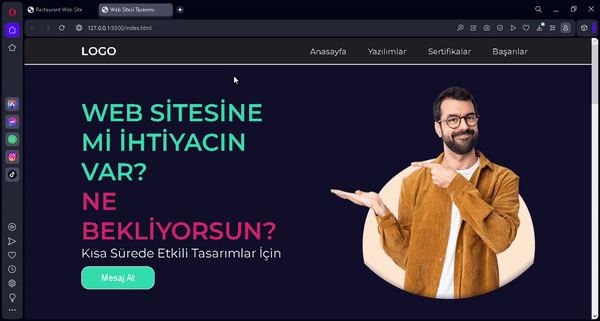 Restaurant Web Site
Web Sitesi Tasarımı
127.0.0.1:5500/index.html
LOGO
Anasayfa
Yazılımlar
Sertifikalar
Başarılar
WEB SİTESİNE
Mİ İHTİYACIN
VAR?
NE
BEKLİYORSUN?
Kısa Sürede Etkili Tasarımlar İçin
Mesaj At